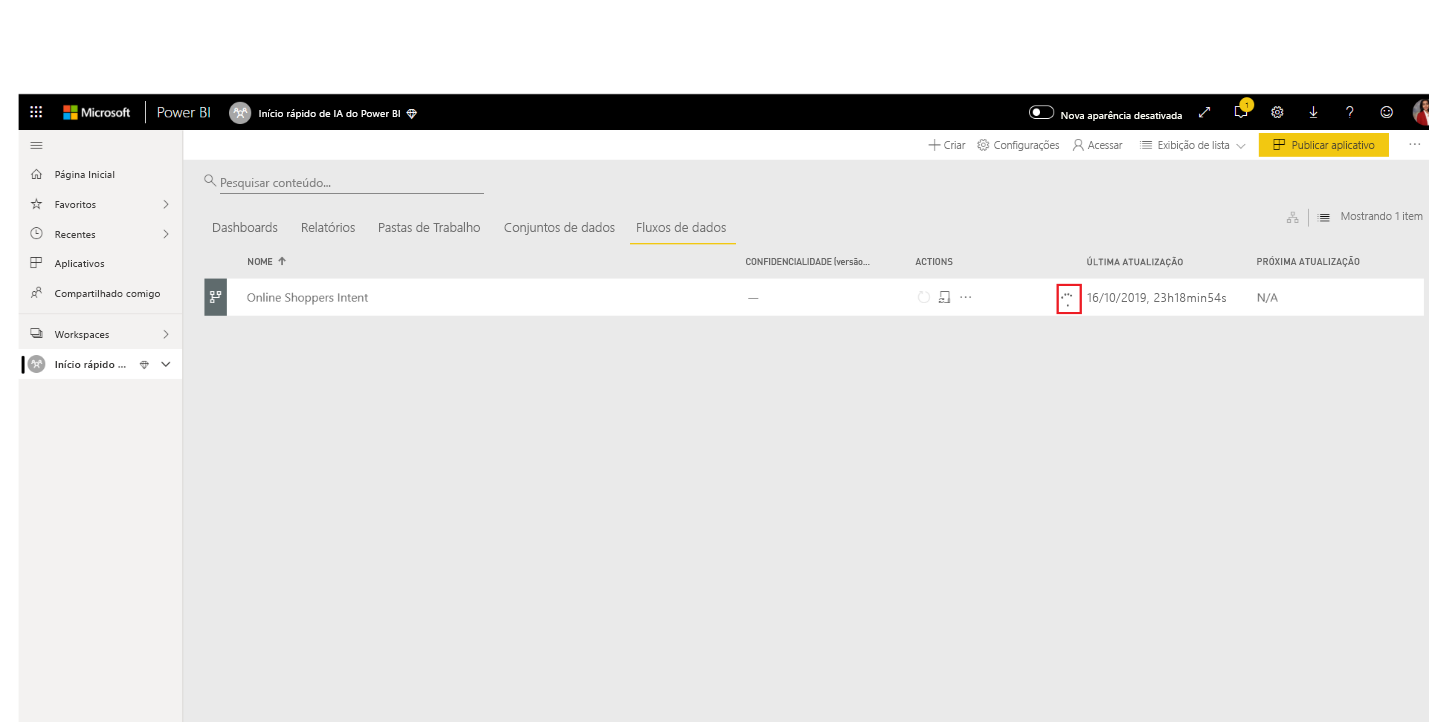 Microsoft Power BI Início rápido de IA do Power BI Nova aparência desativada 1 ?
Criar Configurações Acessar Exibição de lista Publicar aplicativo ...
Página Inicial
Favoritos
Recentes
Aplicativos
Compartilhado comigo
Workspaces
Início rápido ...
Pesquisar conteúdo...
Mostrando 1 item
Dashboards Relatórios Pastas de Trabalho Conjuntos de dados Fluxos de dados
NOME CONFIDENCIALIDADE (versão... ACTIONS ÚLTIMA ATUALIZAÇÃO PRÓXIMA ATUALIZAÇÃO
Online Shoppers Intent — ... 16/10/2019, 23h18min54s N/A